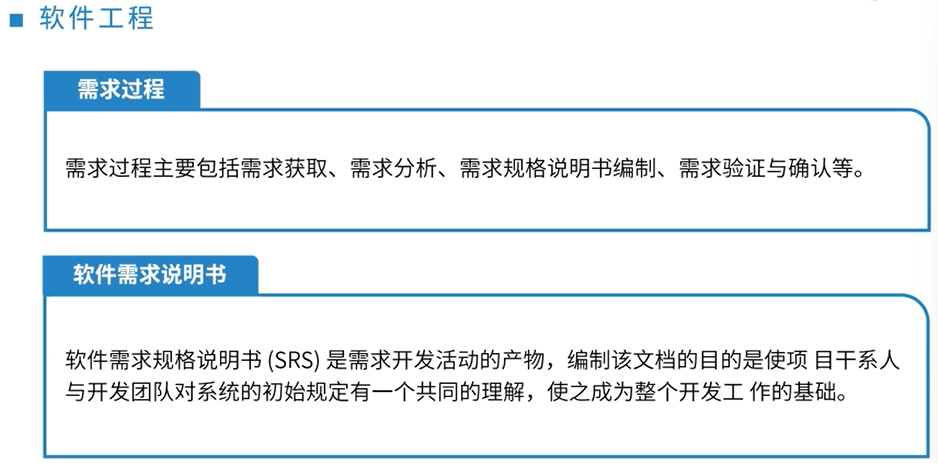 软件工程
需求过程
需求过程主要包括需求获取、需求分析、需求规格说明书编制、需求验证与确认等。
软件需求说明书
软件需求规格说明书 (SRS) 是需求开发活动的产物，编制该文档的目的是使项 目干系人
与开发团队对系统的初始规定有一个共同的理解，使之成为整个开发工 作的基础。